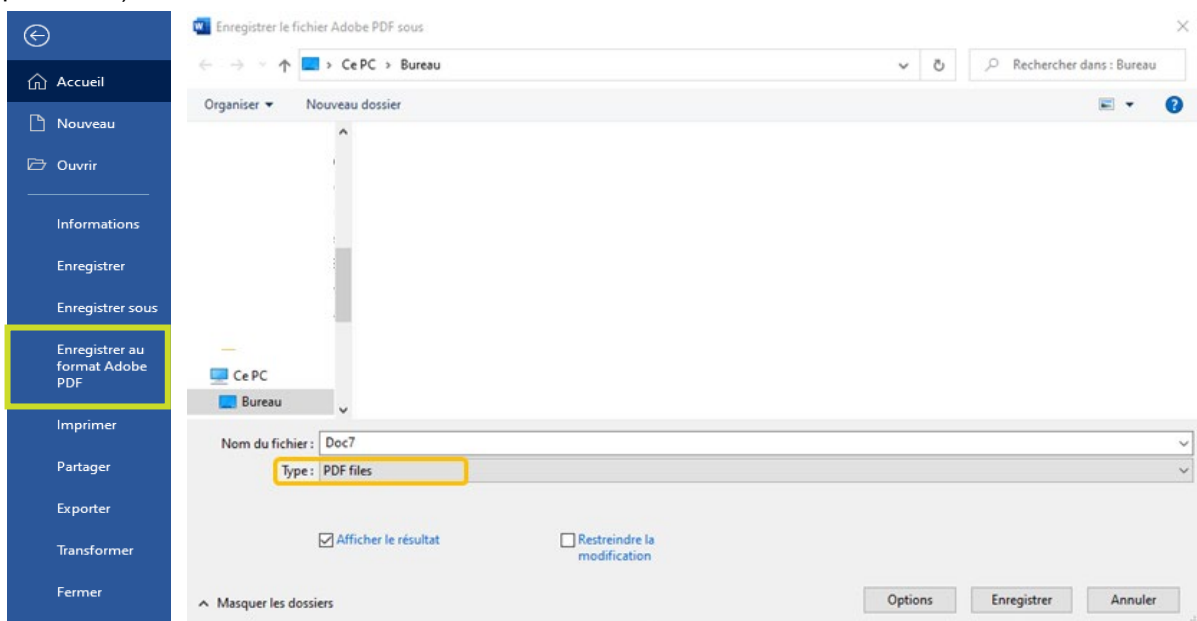 Accueil
Nouveau
Ouvrir
Informations
Enregistrer
Enregistrer sous
Enregistrer au
format Adobe
PDF
Imprimer
Partager
Exporter
Transformer
Fermer
Enregistrer le fichier Adobe PDF sous
Ce PC › Bureau
Rechercher dans : Bureau
Organiser
Nouveau dossier
Ce PC
Bureau
Nom du fichier : Doc7
Type : PDF files
Afficher le résultat
Restreindre la
modification
Masquer les dossiers
Options
Enregistrer
Annuler